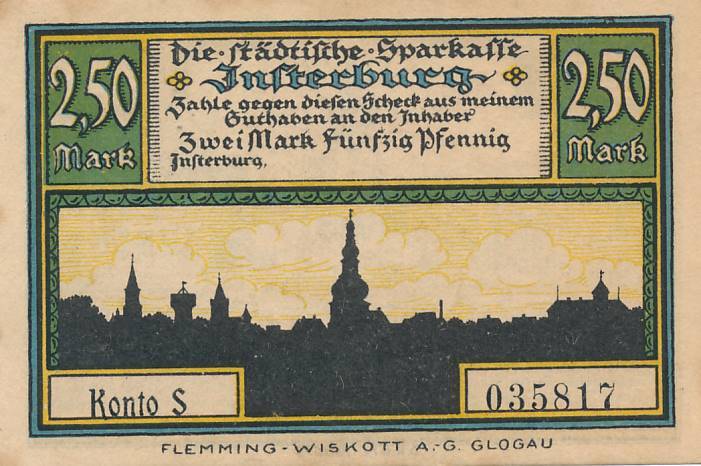 2,50
Mark
Die städtische Sparkasse
Insterburg
Zahle gegen diesen Scheck aus meinem
Guthaben an den Inhaber
Zwei Mark Fünfzig Pfennig
Insterburg,
2,50
Mark
Konto S
035817
FLEMMING-WISKOTT A.-G. GLOGAU